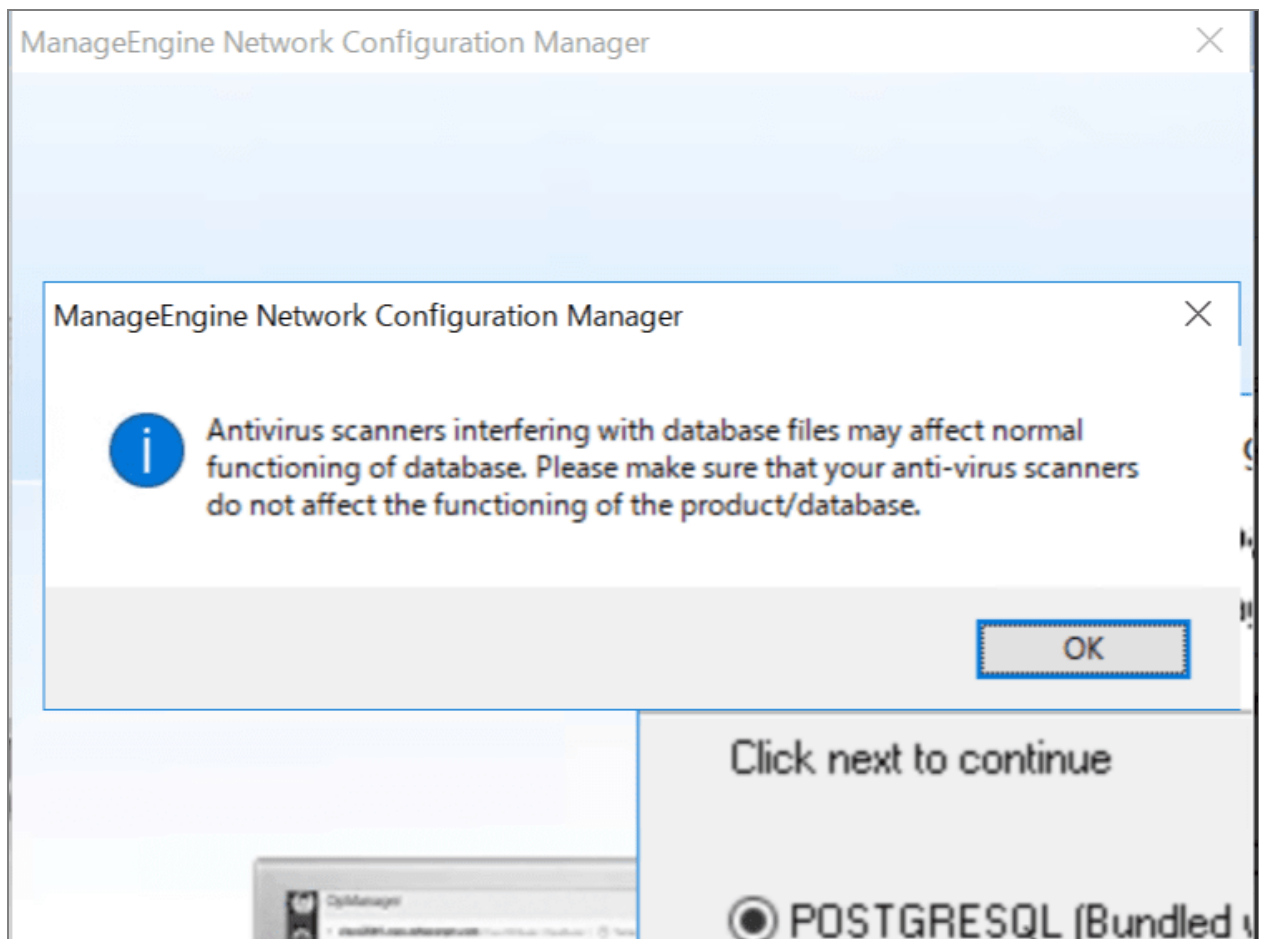 ManageEngine Network Configuration Manager
ManageEngine Network Configuration Manager
Antivirus scanners interfering with database files may affect normal
functioning of database. Please make sure that your anti-virus scanners
do not affect the functioning of the product/database.
OK
Click next to continue
OpManager
POSTGRESQL (Bundled